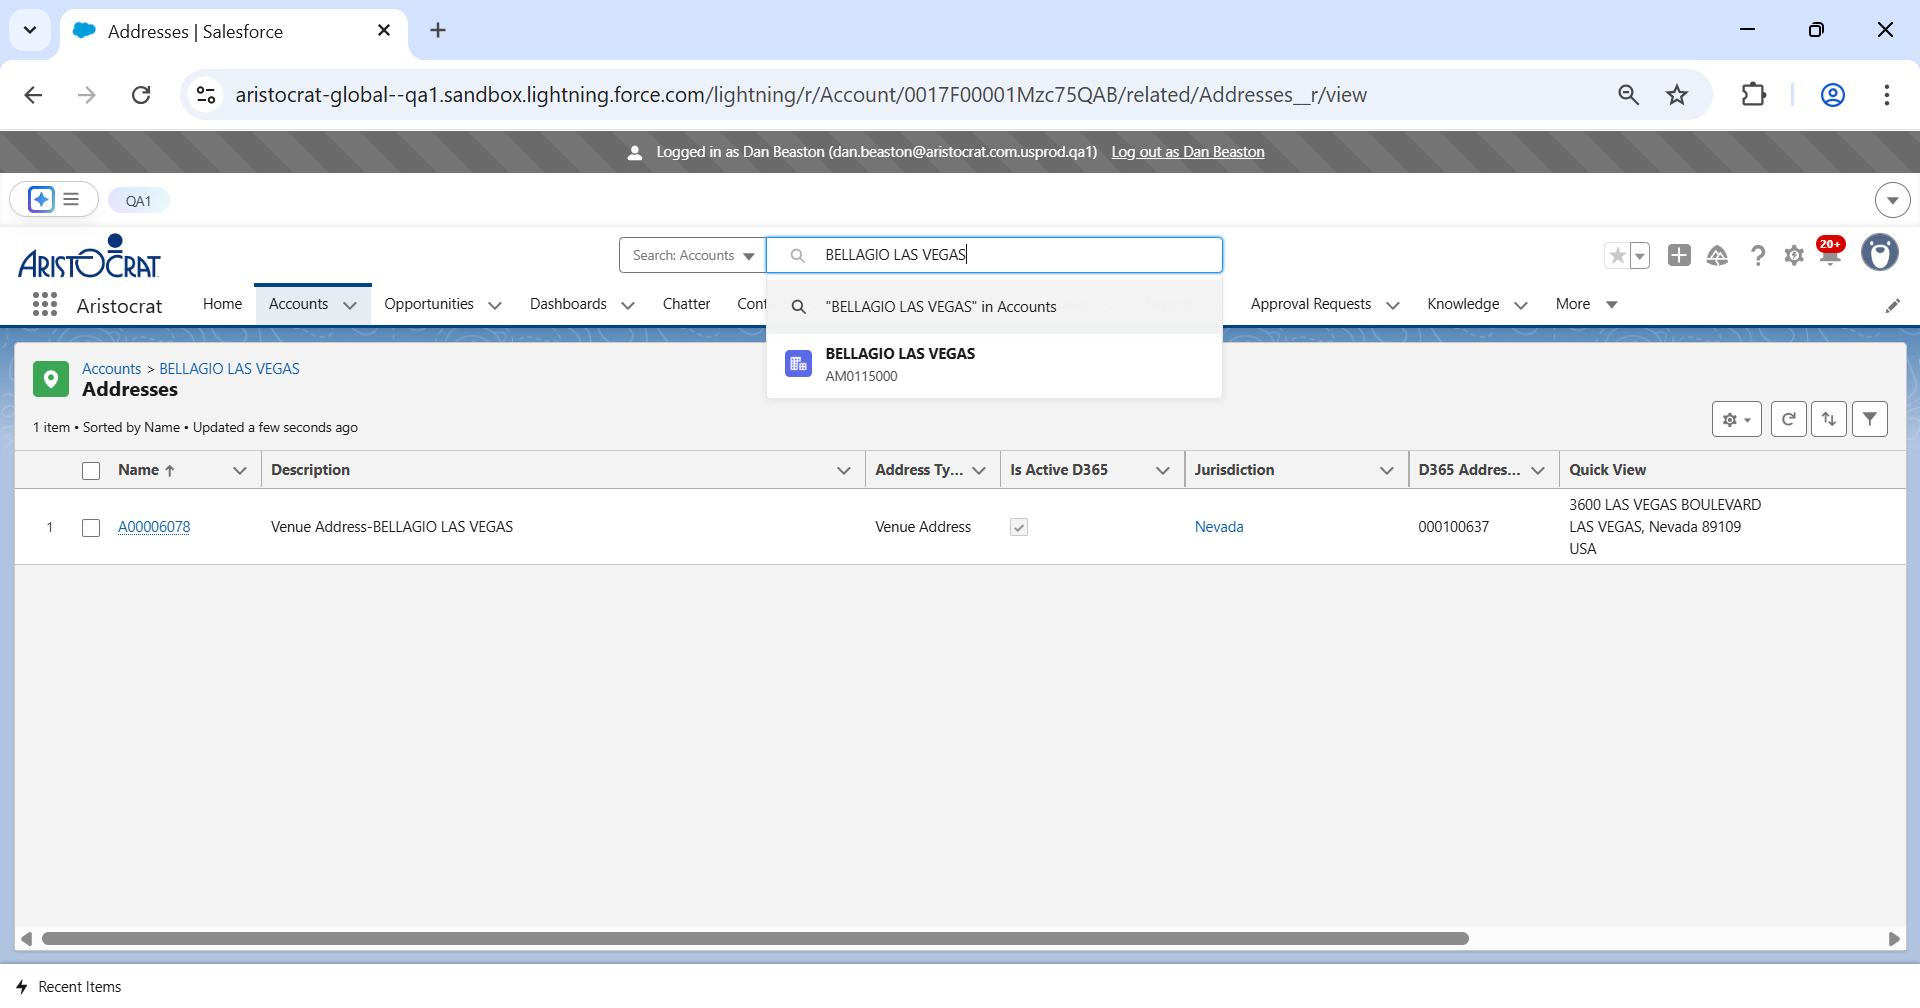 Addresses | Salesforce
aristocrat-global--qa1.sandbox.lightning.force.com/lightning/r/Account/0017F00001Mzc75QAB/related/Addresses__r/view
Logged in as Dan Beaston (dan.beaston@aristocrat.com.usprod.qa1) Log out as Dan Beaston
QA1
ARISTOCRAT
Search: Accounts
BELLAGIO LAS VEGAS
20+
Aristocrat
Home
Accounts
Opportunities
Dashboards
Chatter
Cont
Approval Requests
Knowledge
More
"BELLAGIO LAS VEGAS" in Accounts
BELLAGIO LAS VEGAS
AM0115000
Accounts > BELLAGIO LAS VEGAS
Addresses
1 item • Sorted by Name • Updated a few seconds ago
Name Description Address Ty... Is Active D365 Jurisdiction D365 Addres... Quick View
1 A00006078 Venue Address-BELLAGIO LAS VEGAS Venue Address Nevada 000100637
3600 LAS VEGAS BOULEVARD
LAS VEGAS, Nevada 89109
USA
Recent Items